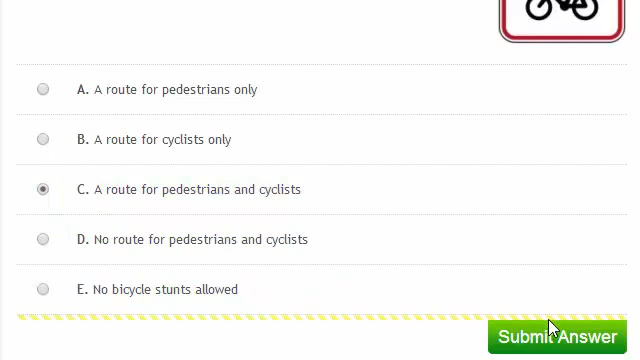 A. A route for pedestrians only
B. A route for cyclists only
C. A route for pedestrians and cyclists
D. No route for pedestrians and cyclists
E. No bicycle stunts allowed
Submit Answer